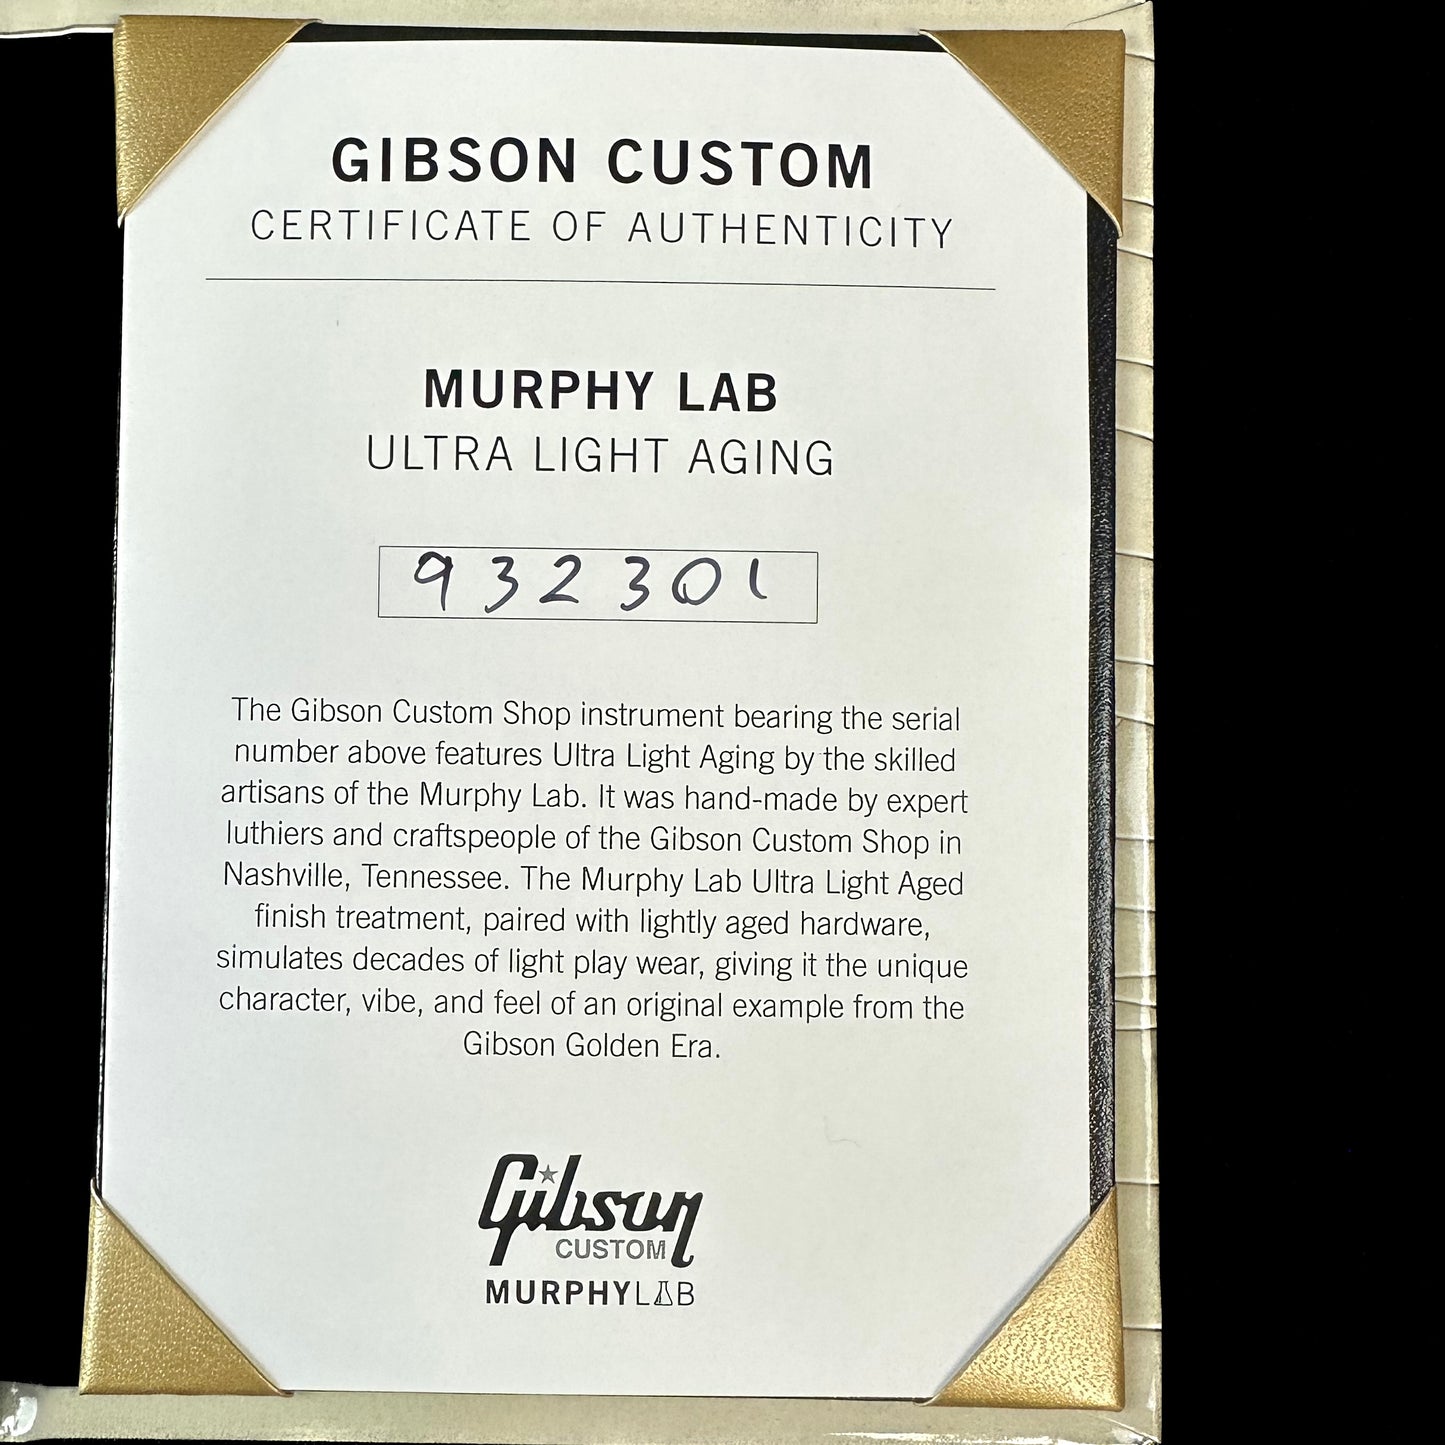 GIBSON CUSTOM
CERTIFICATE OF AUTHENTICITY
MURPHY LAB
ULTRA LIGHT AGING
932301
The Gibson Custom Shop instrument bearing the serial
number above features Ultra Light Aging by the skilled
artisans of the Murphy Lab. It was hand-made by expert
luthiers and craftspeople of the Gibson Custom Shop in
Nashville, Tennessee. The Murphy Lab Ultra Light Aged
finish treatment, paired with lightly aged hardware,
simulates decades of light play wear, giving it the unique
character, vibe, and feel of an original example from the
Gibson Golden Era.
Gibson
CUSTOM
MURPHYLAB